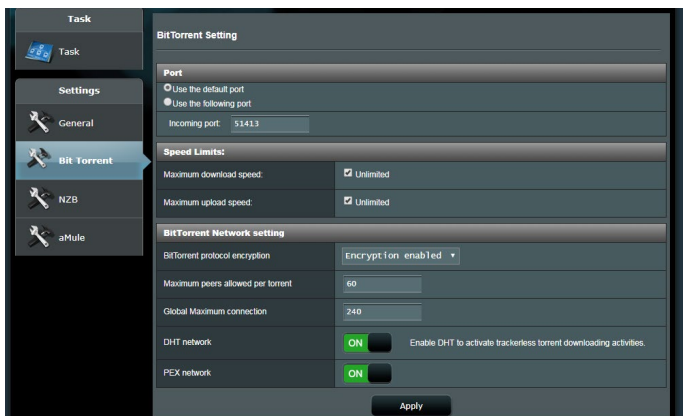 Task
Task
Settings
General
Bit Torrent
NZB
aMule
BitTorrent Setting
Port
Use the default port
Use the following port
Incoming port: 51413
Speed Limits:
Maximum download speed: Unlimited
Maximum upload speed: Unlimited
BitTorrent Network setting
BitTorrent protocol encryption Encryption enabled
Maximum peers allowed per torrent 60
Global Maximum connection 240
DHT network ON Enable DHT to activate trackerless torrent downloading activities.
PEX network ON
Apply